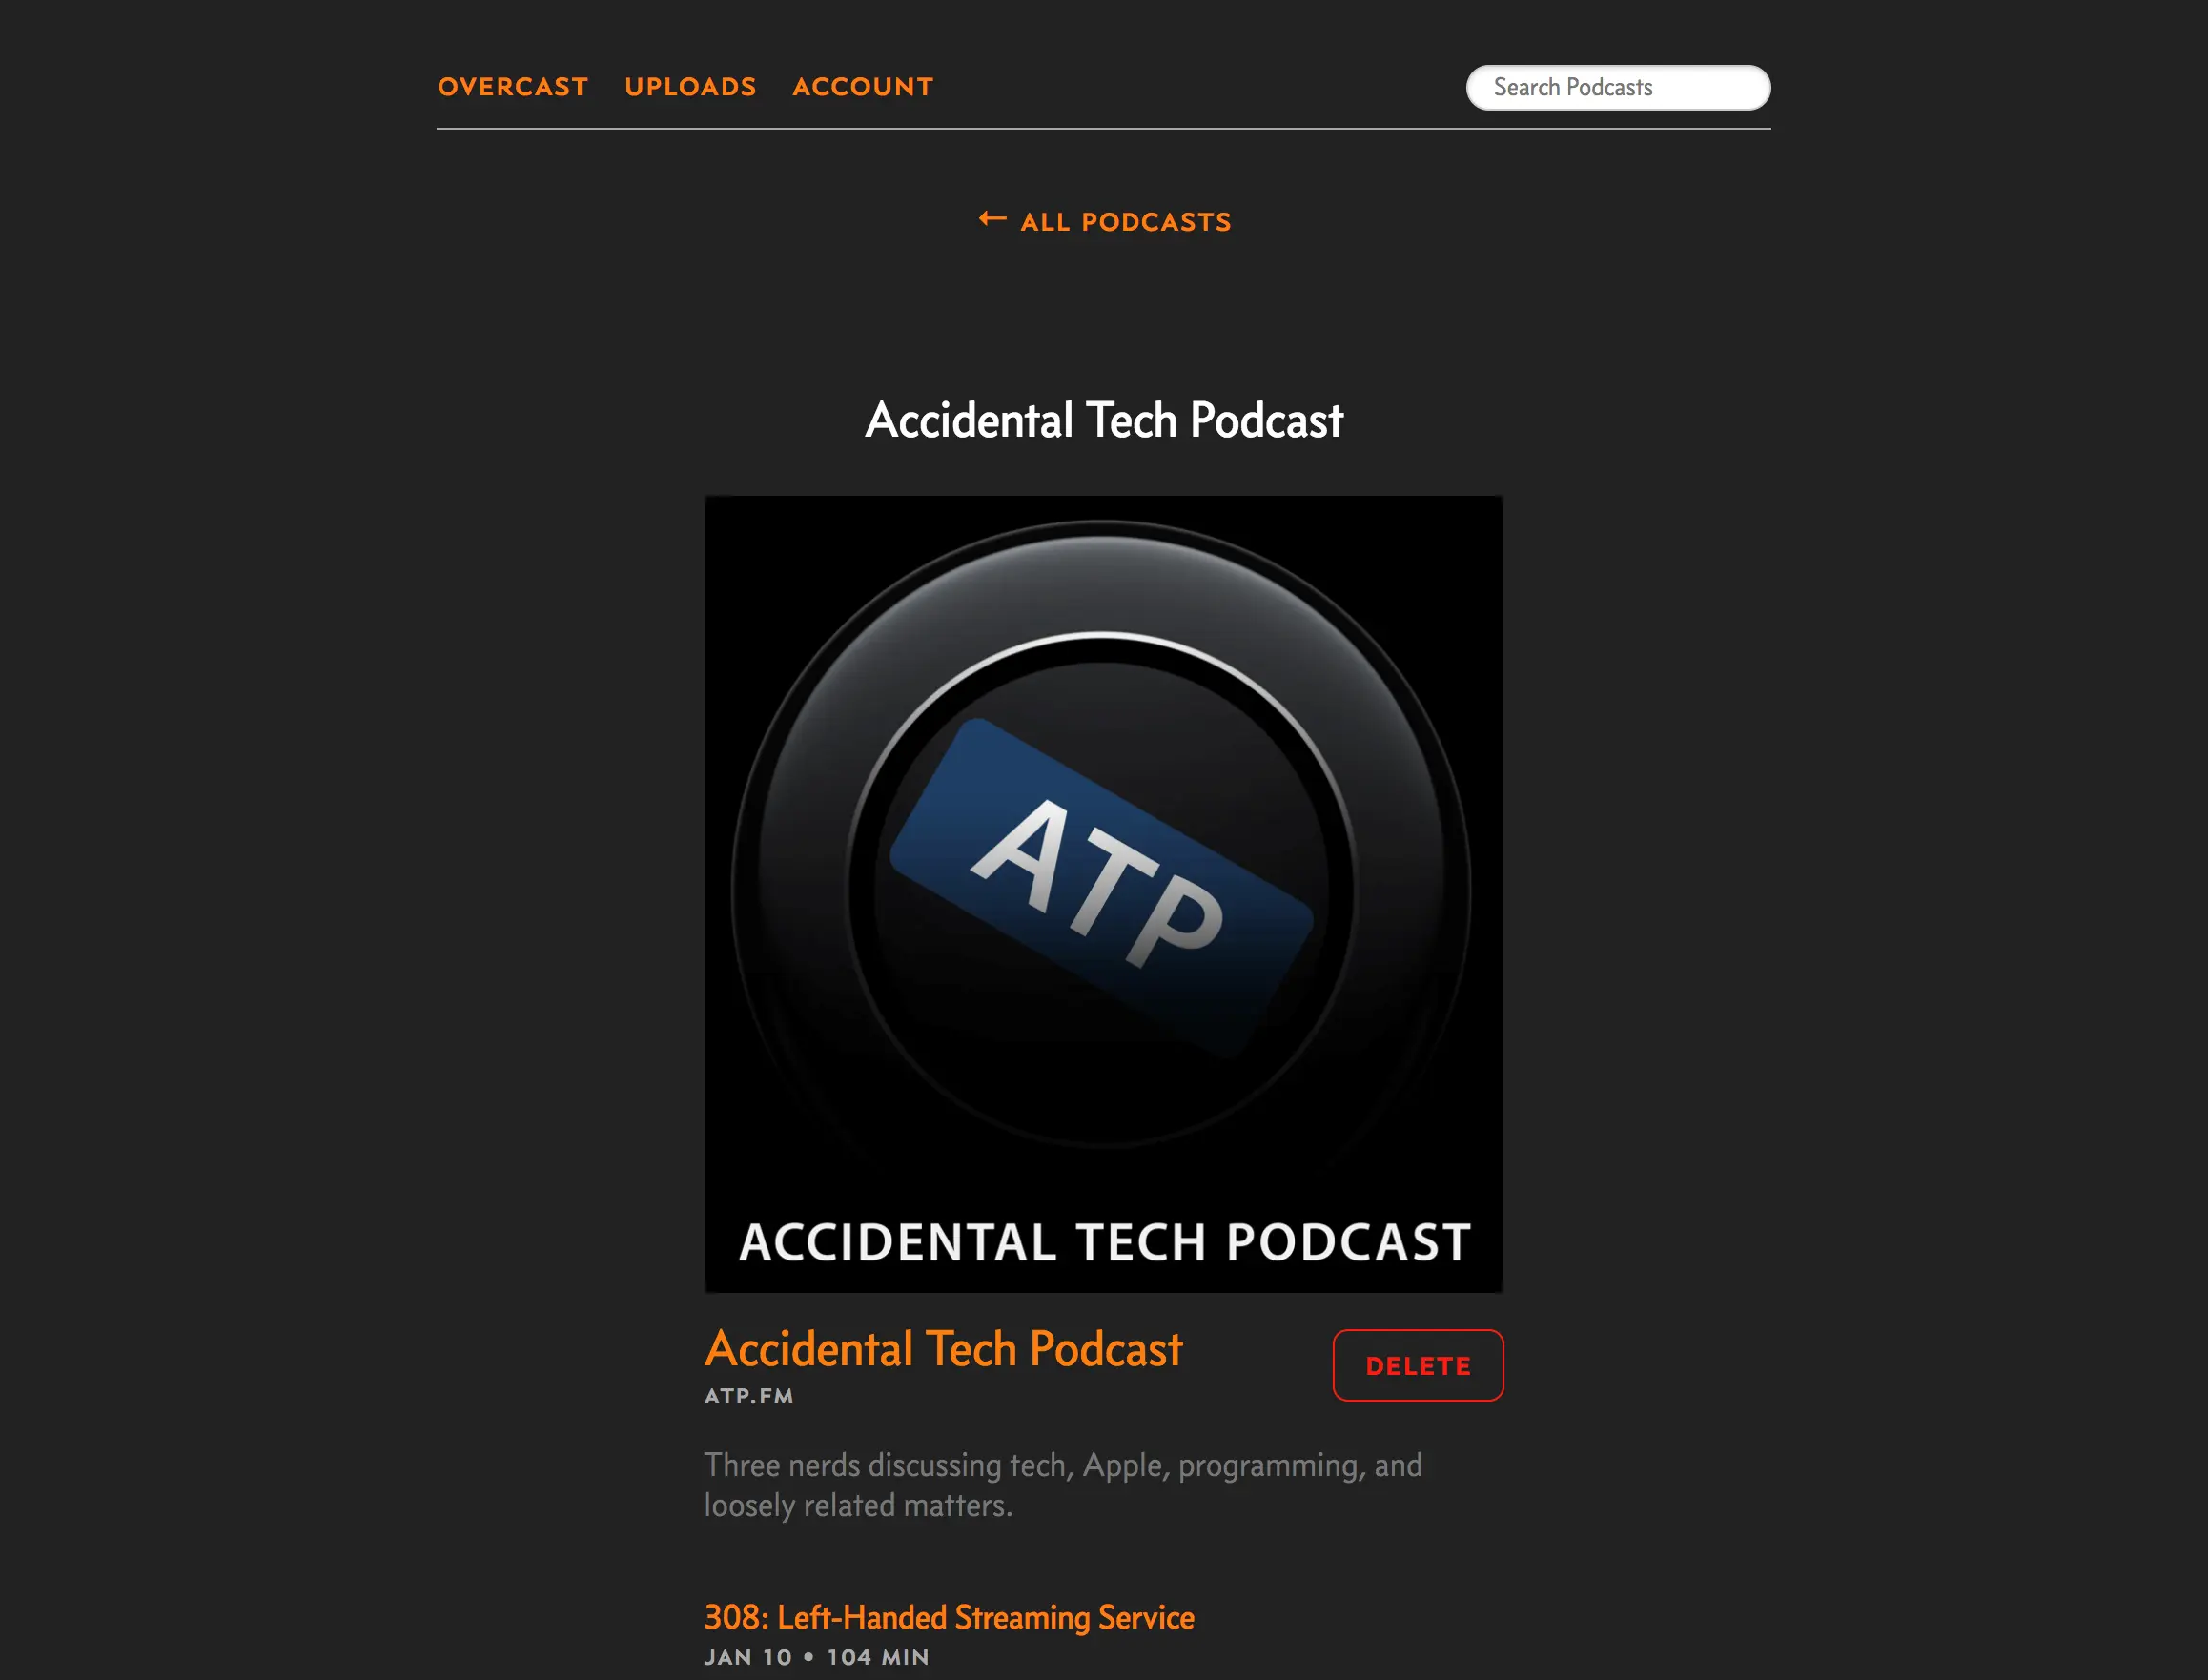 OVERCAST UPLOADS ACCOUNT Search Podcasts
← ALL PODCASTS
Accidental Tech Podcast
ATP
ACCIDENTAL TECH PODCAST
Accidental Tech Podcast
DELETE
ATP.FM
Three nerds discussing tech, Apple, programming, and
loosely related matters.
308: Left-Handed Streaming Service
JAN 10 • 104 MIN